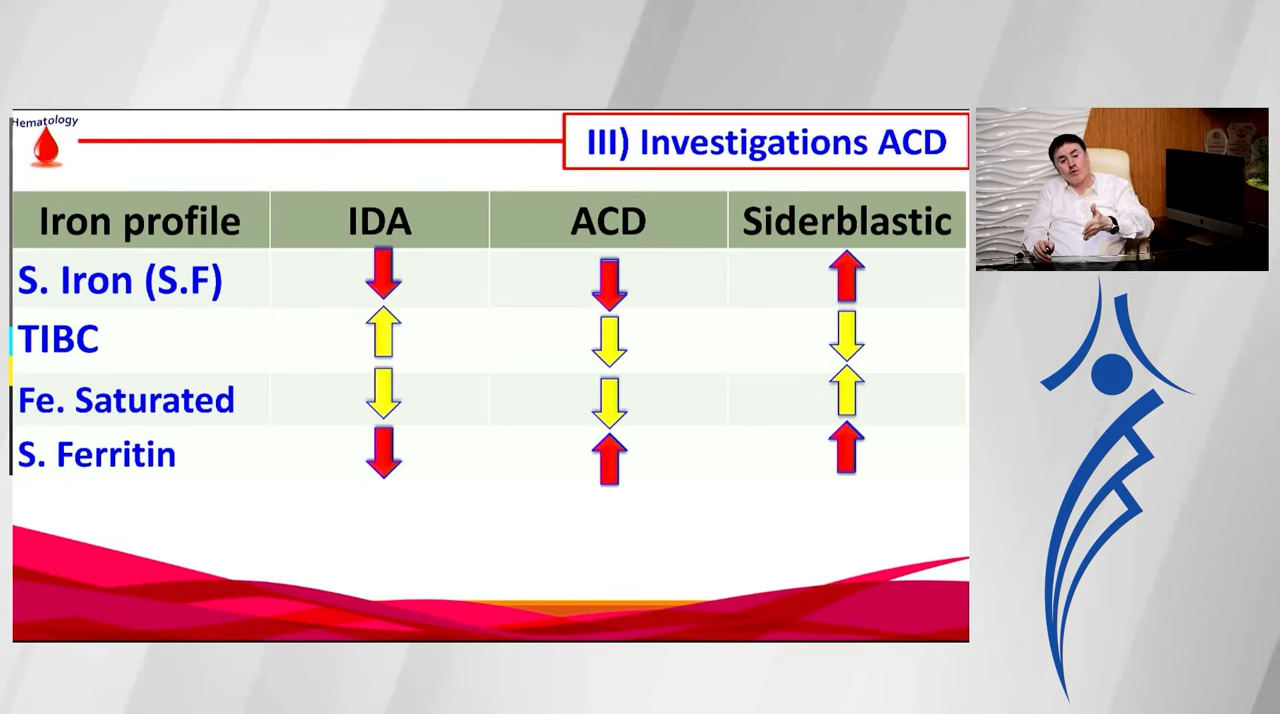 Hematology
III) Investigations ACD
Iron profile IDA ACD Siderblastic
S. Iron (S.F)
TIBC
Fe. Saturated
S. Ferritin